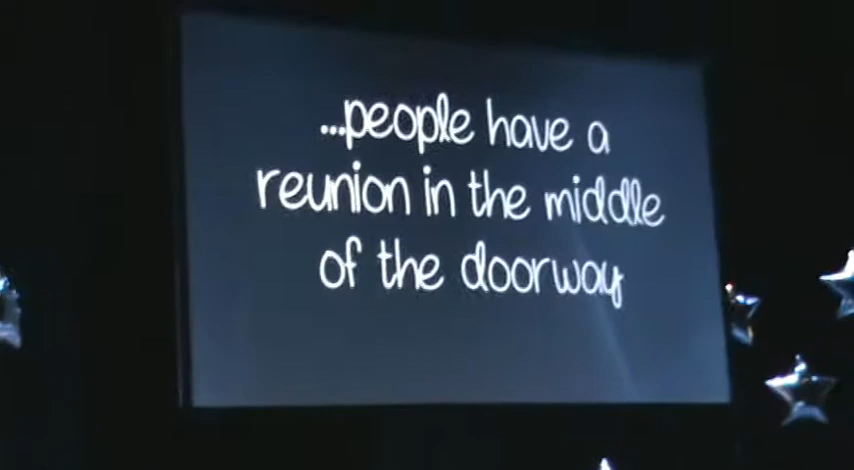 ...people have a
reunion in the middle
of the doorway